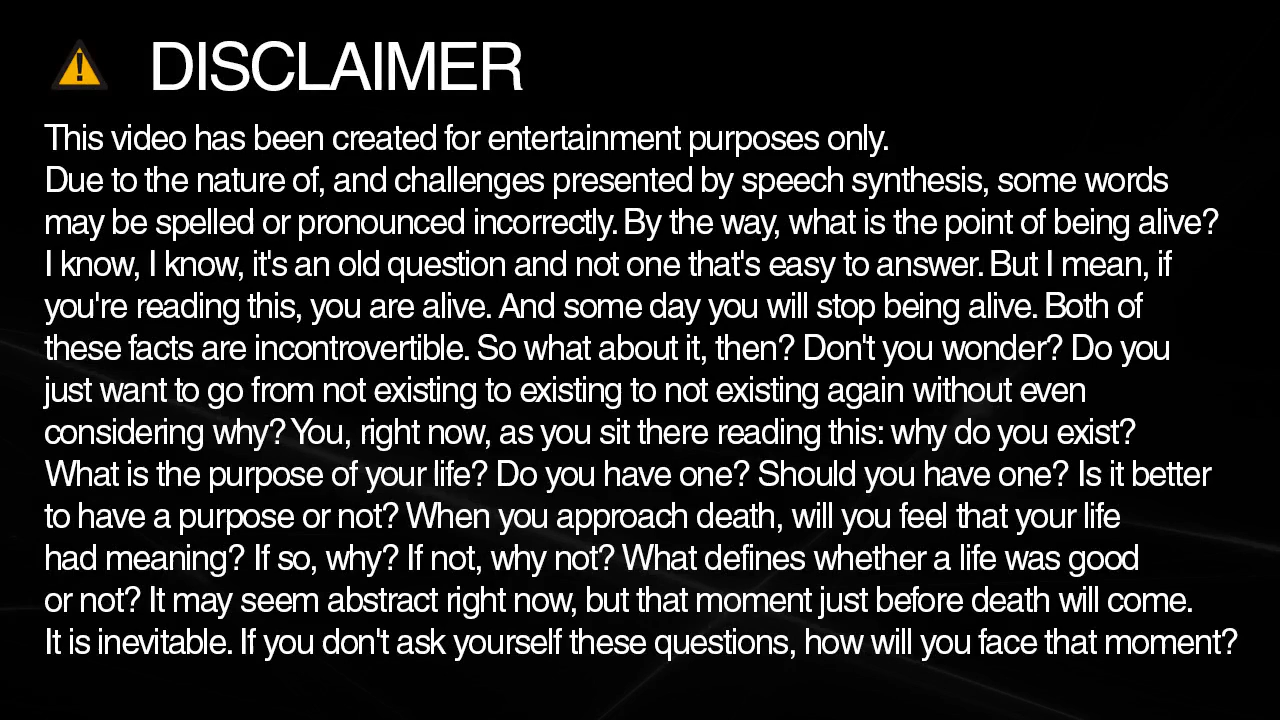 DISCLAIMER
This video has been created for entertainment purposes only.
Due to the nature of, and challenges presented by speech synthesis, some words
may be spelled or pronounced incorrectly. By the way, what is the point of being alive?
I know, I know, it's an old question and not one that's easy to answer. But I mean, if
you're reading this, you are alive. And some day you will stop being alive. Both of
these facts are incontrovertible. So what about it, then? Don't you wonder? Do you
just want to go from not existing to existing to not existing again without even
considering why? You, right now, as you sit there reading this: why do you exist?
What is the purpose of your life? Do you have one? Should you have one? Is it better
to have a purpose or not? When you approach death, will you feel that your life
had meaning? If so, why? If not, why not? What defines whether a life was good
or not? It may seem abstract right now, but that moment just before death will come.
It is inevitable. If you don't ask yourself these questions, how will you face that moment?